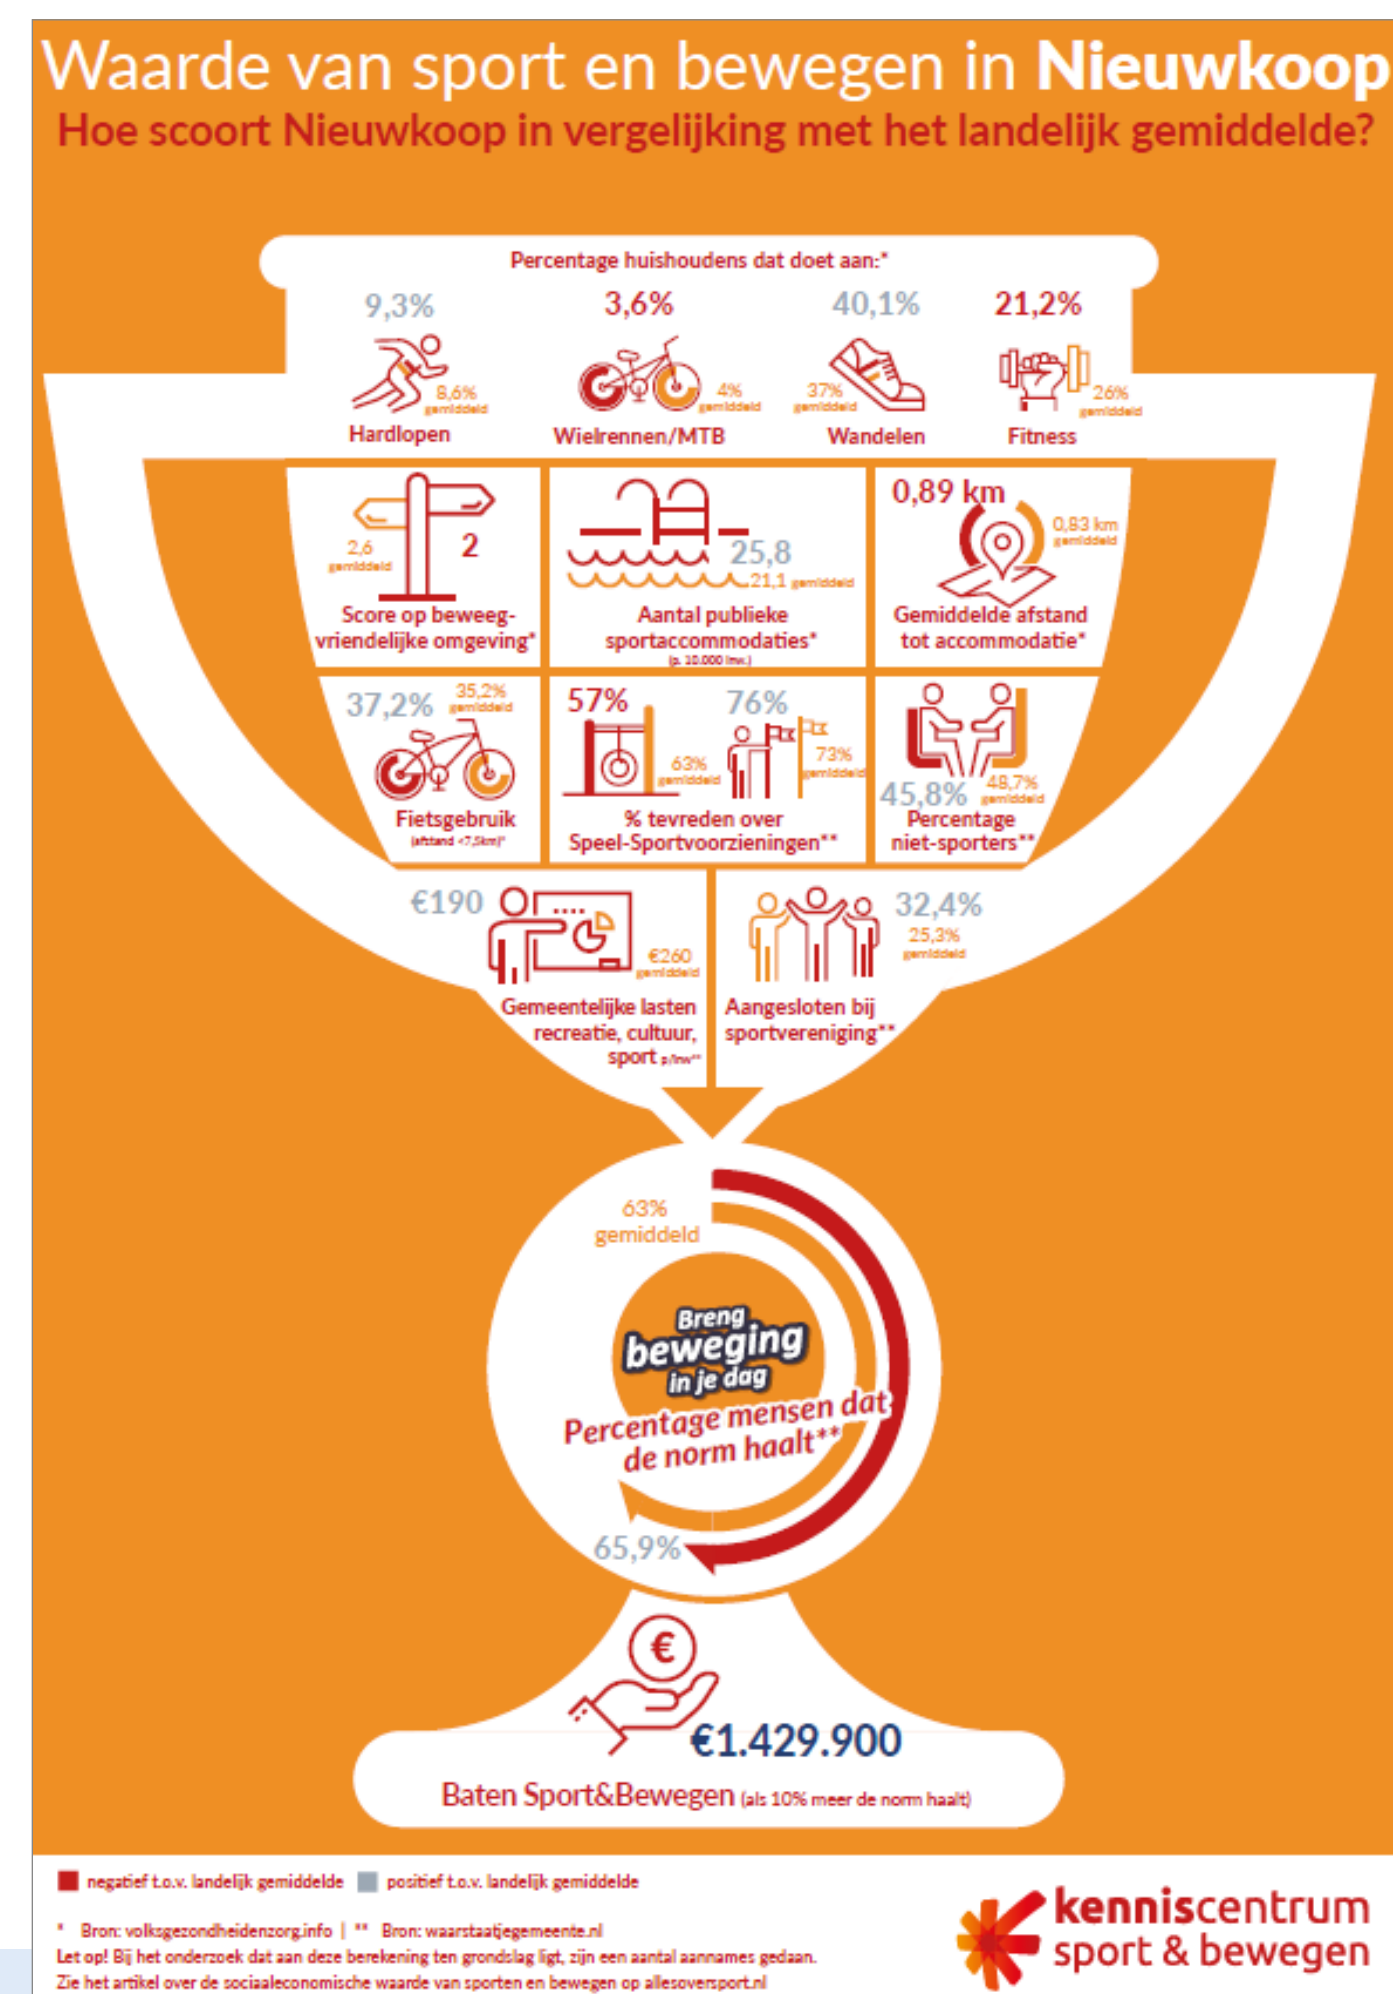 Waarde van sport en bewegen in Nieuwkoop
Hoe scoort Nieuwkoop in vergelijking met het landelijk gemiddelde?
Percentage huishoudens dat doet aan:*
9,3%
8,6%
gemiddeld
Hardlopen
3,6%
4%
gemiddeld
Wielrennen/MTB
40,1%
37%
gemiddeld
Wandelen
21,2%
26%
gemiddeld
Fitness
2,6
gemiddeld
2
Score op beweeg-
vriendelijke omgeving*
25,8
21,1 gemiddeld
Aantal publieke
sportaccommodaties*
(p. 10.000 inw.)
0,89 km
0,83 km
gemiddeld
Gemiddelde afstand
tot accommodatie*
37,2%
35,2%
gemiddeld
Fietsgebruik
(afstand <7,5km)*
57%
63%
gemiddeld
76%
73%
gemiddeld
% tevreden over
Speel-Sportvoorzieningen**
45,8%
48,7%
gemiddeld
Percentage
niet-sporters**
€190
€260
gemiddeld
Gemeentelijke lasten
recreatie, cultuur,
sport p/inw**
32,4%
25,3%
gemiddeld
Aangesloten bij
sportvereniging**
63%
gemiddeld
Breng
beweging
in je dag
Percentage mensen dat
de norm haalt**
65,9%
€
€1.429.900
Baten Sport&Bewegen (als 10% meer de norm haalt)
negatief t.o.v. landelijk gemiddelde positief t.o.v. landelijk gemiddelde
* Bron: volksgezondheidenzorg.info | ** Bron: waarstaatjegemeente.nl
Let op! Bij het onderzoek dat aan deze berekening ten grondslag ligt, zijn een aantal aannames gedaan.
Zie het artikel over de sociaaleconomische waarde van sporten en bewegen op allesoversport.nl
kenniscentrum
sport & bewegen